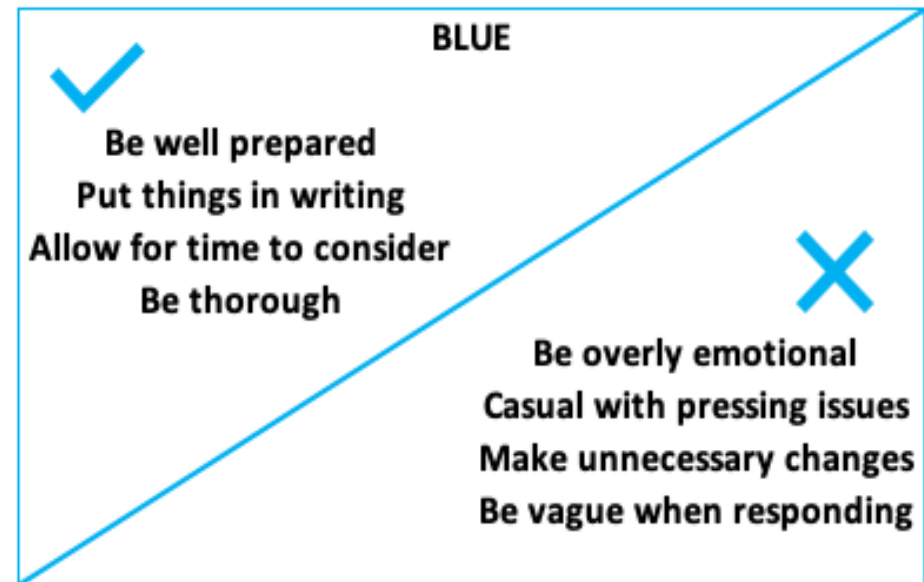 BLUE
Be well prepared
Put things in writing
Allow for time to consider
Be thorough
Be overly emotional
Casual with pressing issues
Make unnecessary changes
Be vague when responding